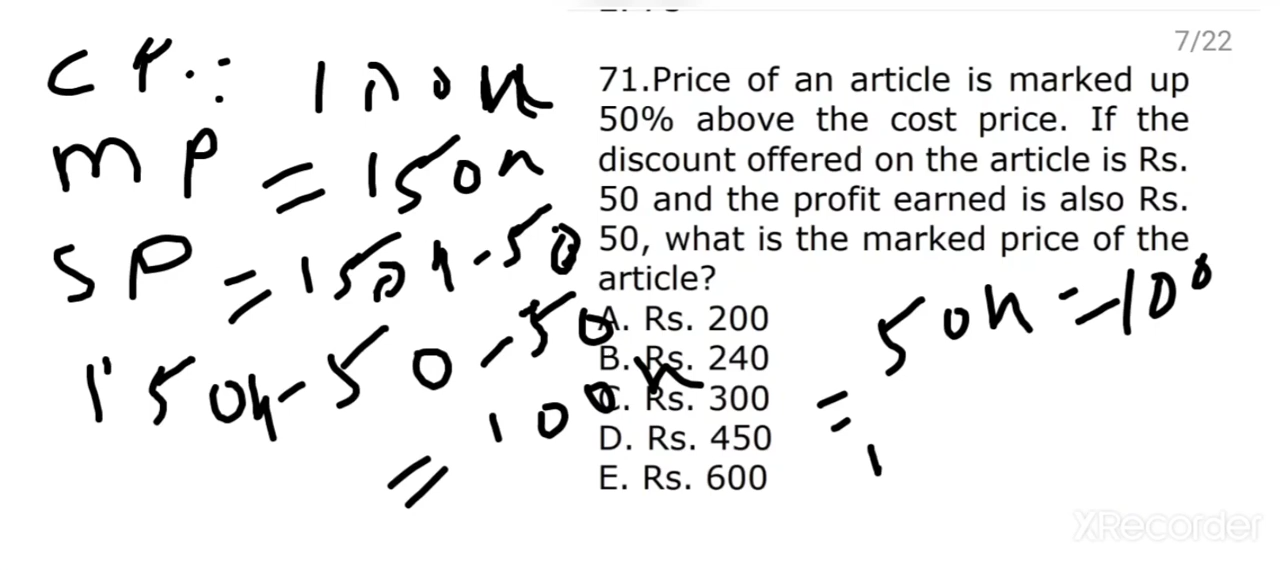 7/22
C P.: 100x
MP = 150x
SP = 150x-50
150x-50-50
= 100x
71.Price of an article is marked up
50% above the cost price. If the
discount offered on the article is Rs.
50 and the profit earned is also Rs.
50, what is the marked price of the
article?
A. Rs. 200
B. Rs. 240
C. Rs. 300
D. Rs. 450
E. Rs. 600
50x = 100
=
XRecorder